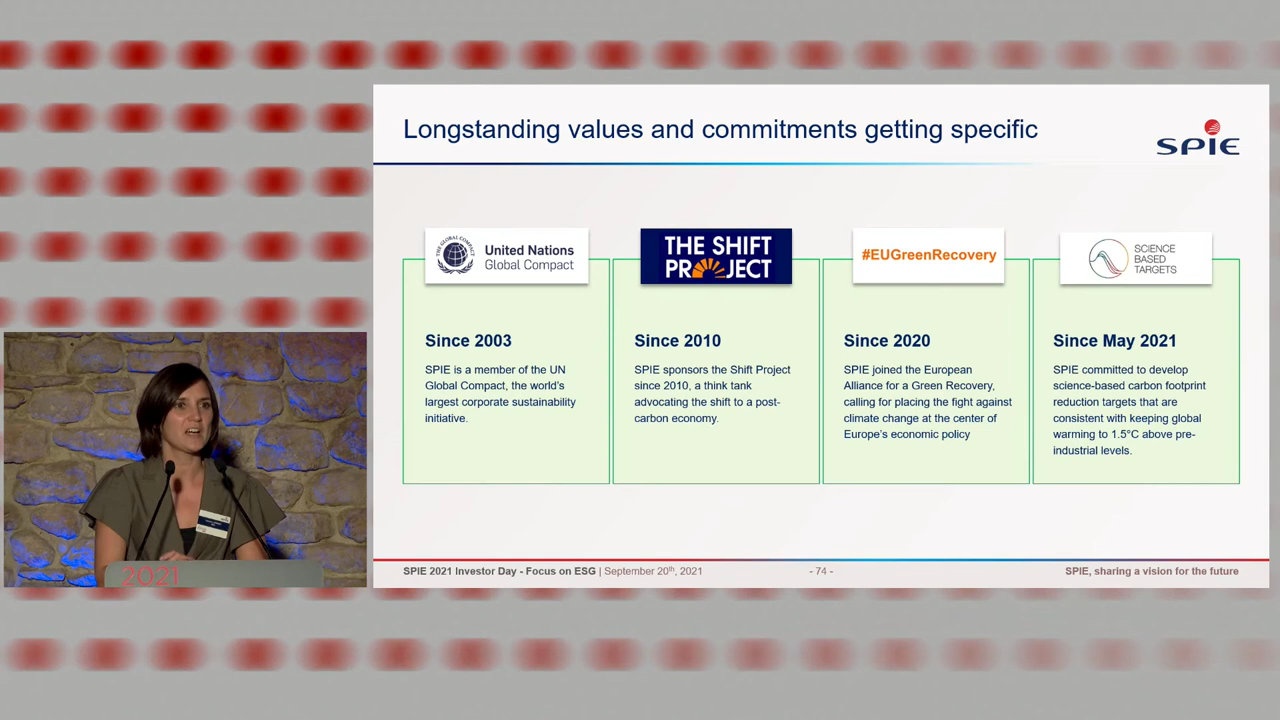 Longstanding values and commitments getting specific
SPIE
THE GLOBAL COMPACT
United Nations
Global Compact
THE SHIFT
PROJECT
#EUGreenRecovery
SCIENCE
BASED
TARGETS
Since 2003
SPIE is a member of the UN
Global Compact, the world's
largest corporate sustainability
initiative.
Since 2010
SPIE sponsors the Shift Project
since 2010, a think tank
advocating the shift to a post-
carbon economy.
Since 2020
SPIE joined the European
Alliance for a Green Recovery,
calling for placing the fight against
climate change at the center of
Europe's economic policy
Since May 2021
SPIE committed to develop
science-based carbon footprint
reduction targets that are
consistent with keeping global
warming to 1.5°C above pre-
industrial levels.
2021
SPIE 2021 Investor Day - Focus on ESG | September 20th, 2021
- 74 -
SPIE, sharing a vision for the future